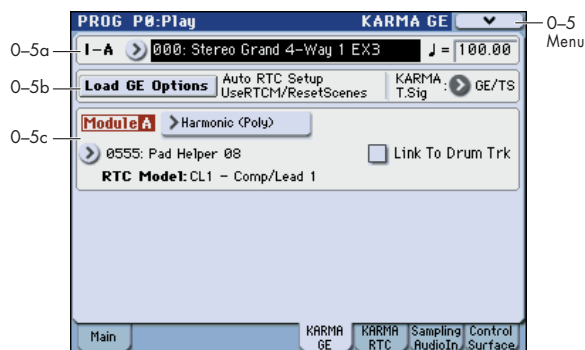 PROG P0:Play KARMA GE
0–5 Menu
0–5a
I–A 000: Stereo Grand 4–Way 1 EX3 ♩= 100.00
0–5b
Load GE Options Auto RTC Setup UseRTCM/ResetScenes KARMA T.Sig : GE/TS
0–5c
Module A Harmonic (Poly)
0555: Pad Helper 08 Link To Drum Trk
RTC Model: CL1 – Comp/Lead 1
Main KARMA GE KARMA RTC Sampling AudioIn Control Surface